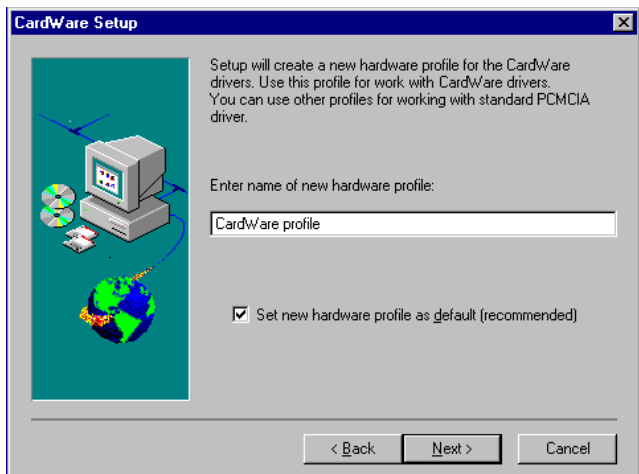 CardWare Setup
Setup will create a new hardware profile for the CardWare
drivers. Use this profile for work with CardWare drivers.
You can use other profiles for working with standard PCMCIA
driver.
Enter name of new hardware profile:
CardWare profile
Set new hardware profile as default (recommended)
< Back
Next >
Cancel